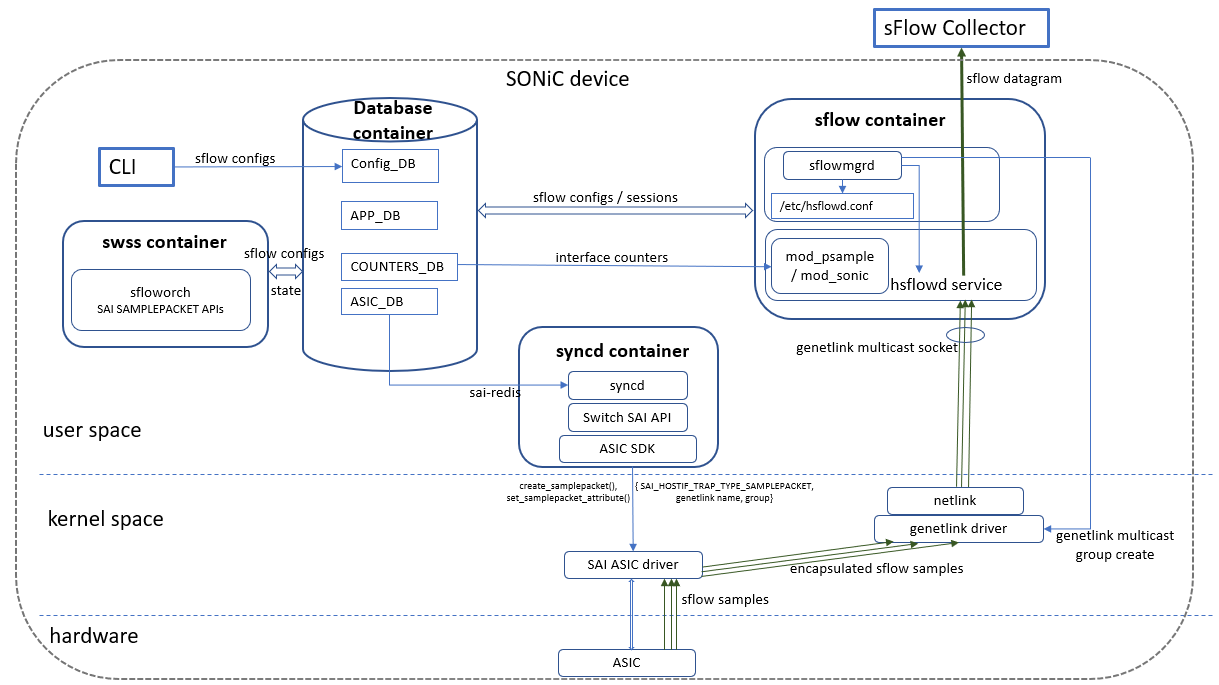 sFlow Collector
sflow datagram
SONiC device
Database
container
sflow container
CLI
sflow configs
Config_DB
sflowmgrd
/etc/hsflowd.conf
APP_DB
sflow configs / sessions
swss container
sflow configs
state
sfloworch
SAI SAMPLEPACKET APIs
COUNTERS_DB
interface counters
mod_psample
/ mod_sonic
hsflowd service
ASIC_DB
genetlink multicast socket
syncd container
sai-redis
syncd
Switch SAI API
ASIC SDK
user space
create_samplepacket(),
set_samplepacket_attribute()
{ SAI_HOSTIF_TRAP_TYPE_SAMPLEPACKET,
genetlink name, group}
netlink
kernel space
genetlink driver
genetlink multicast
group create
SAI ASIC driver
encapsulated sflow samples
sflow samples
hardware
ASIC